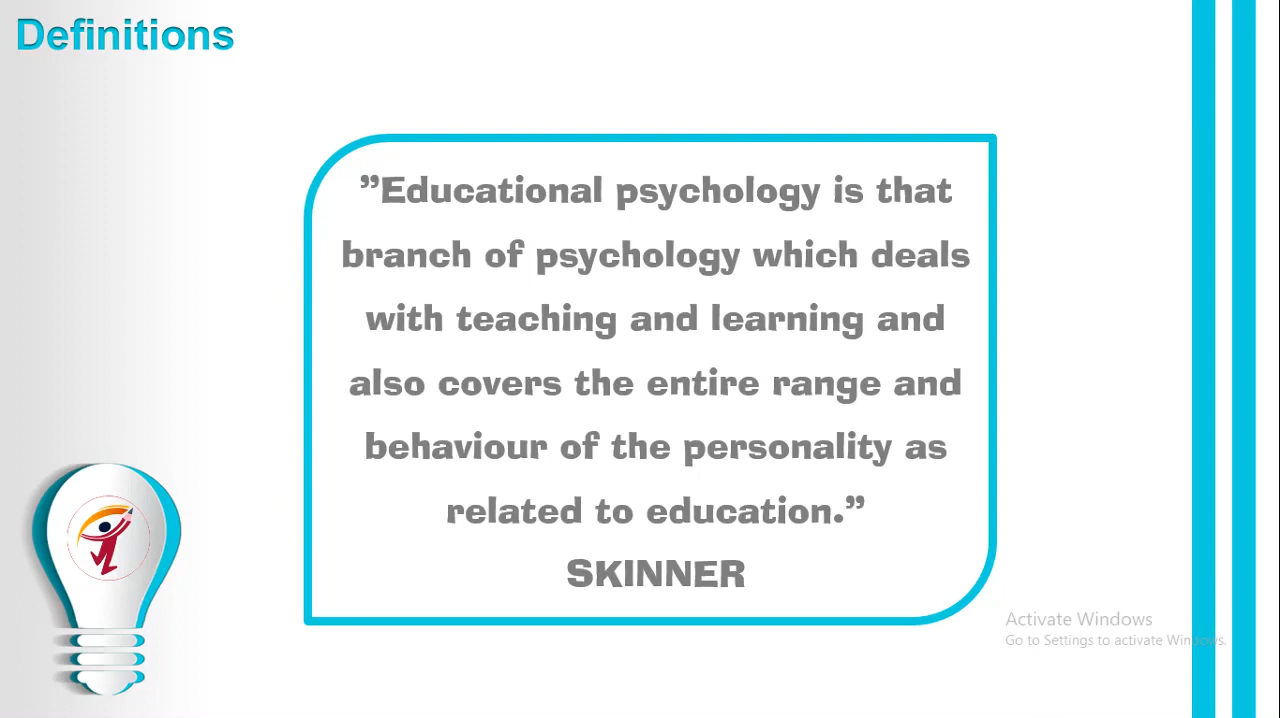 Definitions
”Educational psychology is that
branch of psychology which deals
with teaching and learning and
also covers the entire range and
behaviour of the personality as
related to education.”
SKINNER
Activate Windows
Go to Settings to activate Windows.